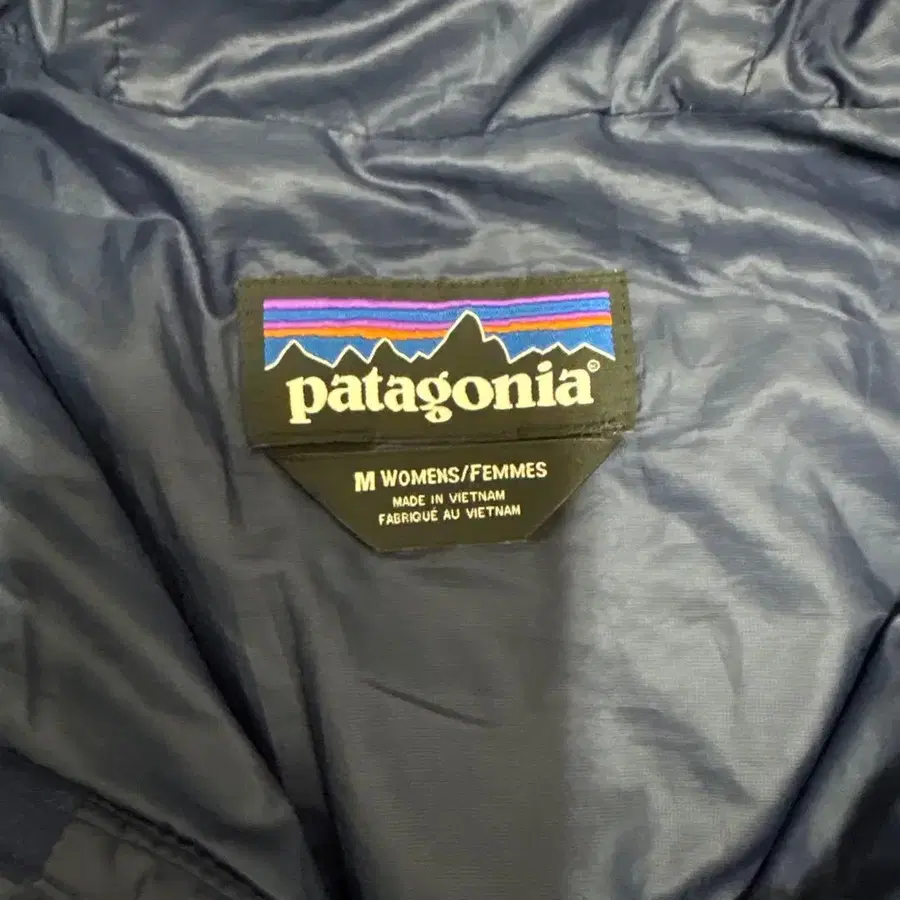 patagonia®
M WOMENS/FEMMES
MADE IN VIETNAM
FABRIQUÉ AU VIETNAM